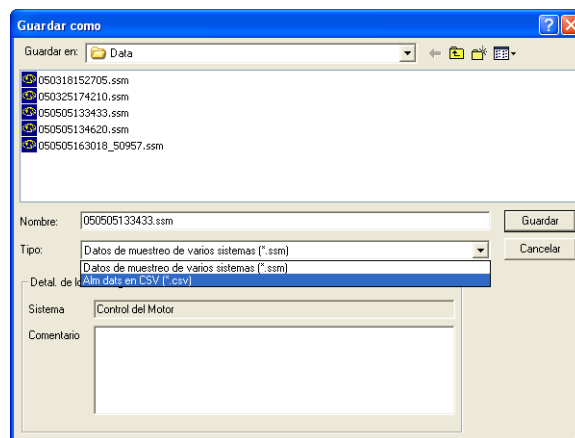 Guardar como
Guardar en: Data
050318152705.ssm
050325174210.ssm
050505133433.ssm
050505134620.ssm
050505163018_50957.ssm
Nombre: 050505133433.ssm Guardar
Tipo: Datos de muestreo de varios sistemas (*.ssm) Cancelar
Datos de muestreo de varios sistemas (*.ssm)
Alm dats en CSV (*.csv)
Detal. de
Sistema Control del Motor
Comentario